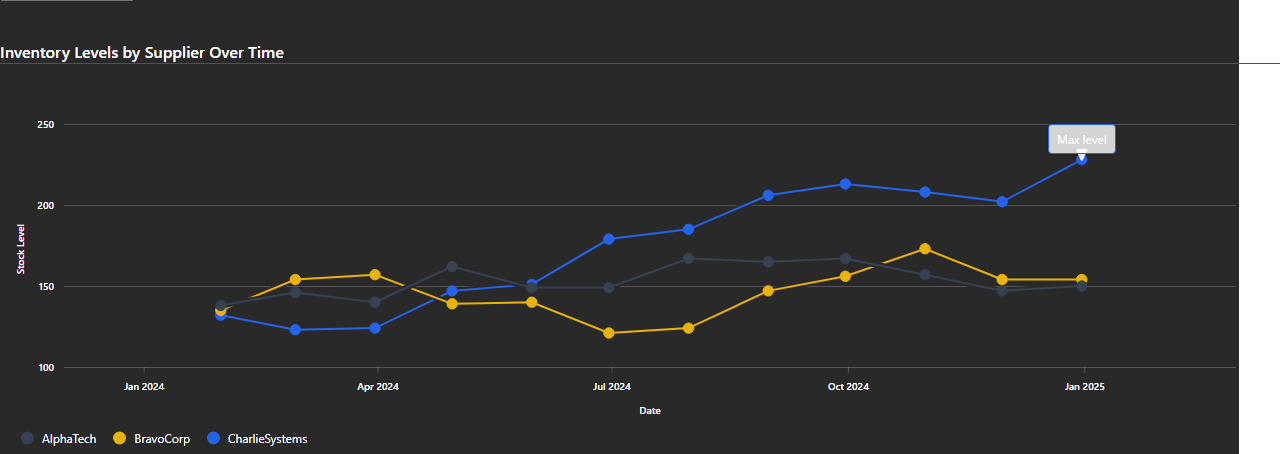 Inventory Levels by Supplier Over Time
250
Max level
200
Stock Level
150
100
Jan 2024 Apr 2024 Jul 2024 Oct 2024 Jan 2025
Date
AlphaTech BravoCorp CharlieSystems